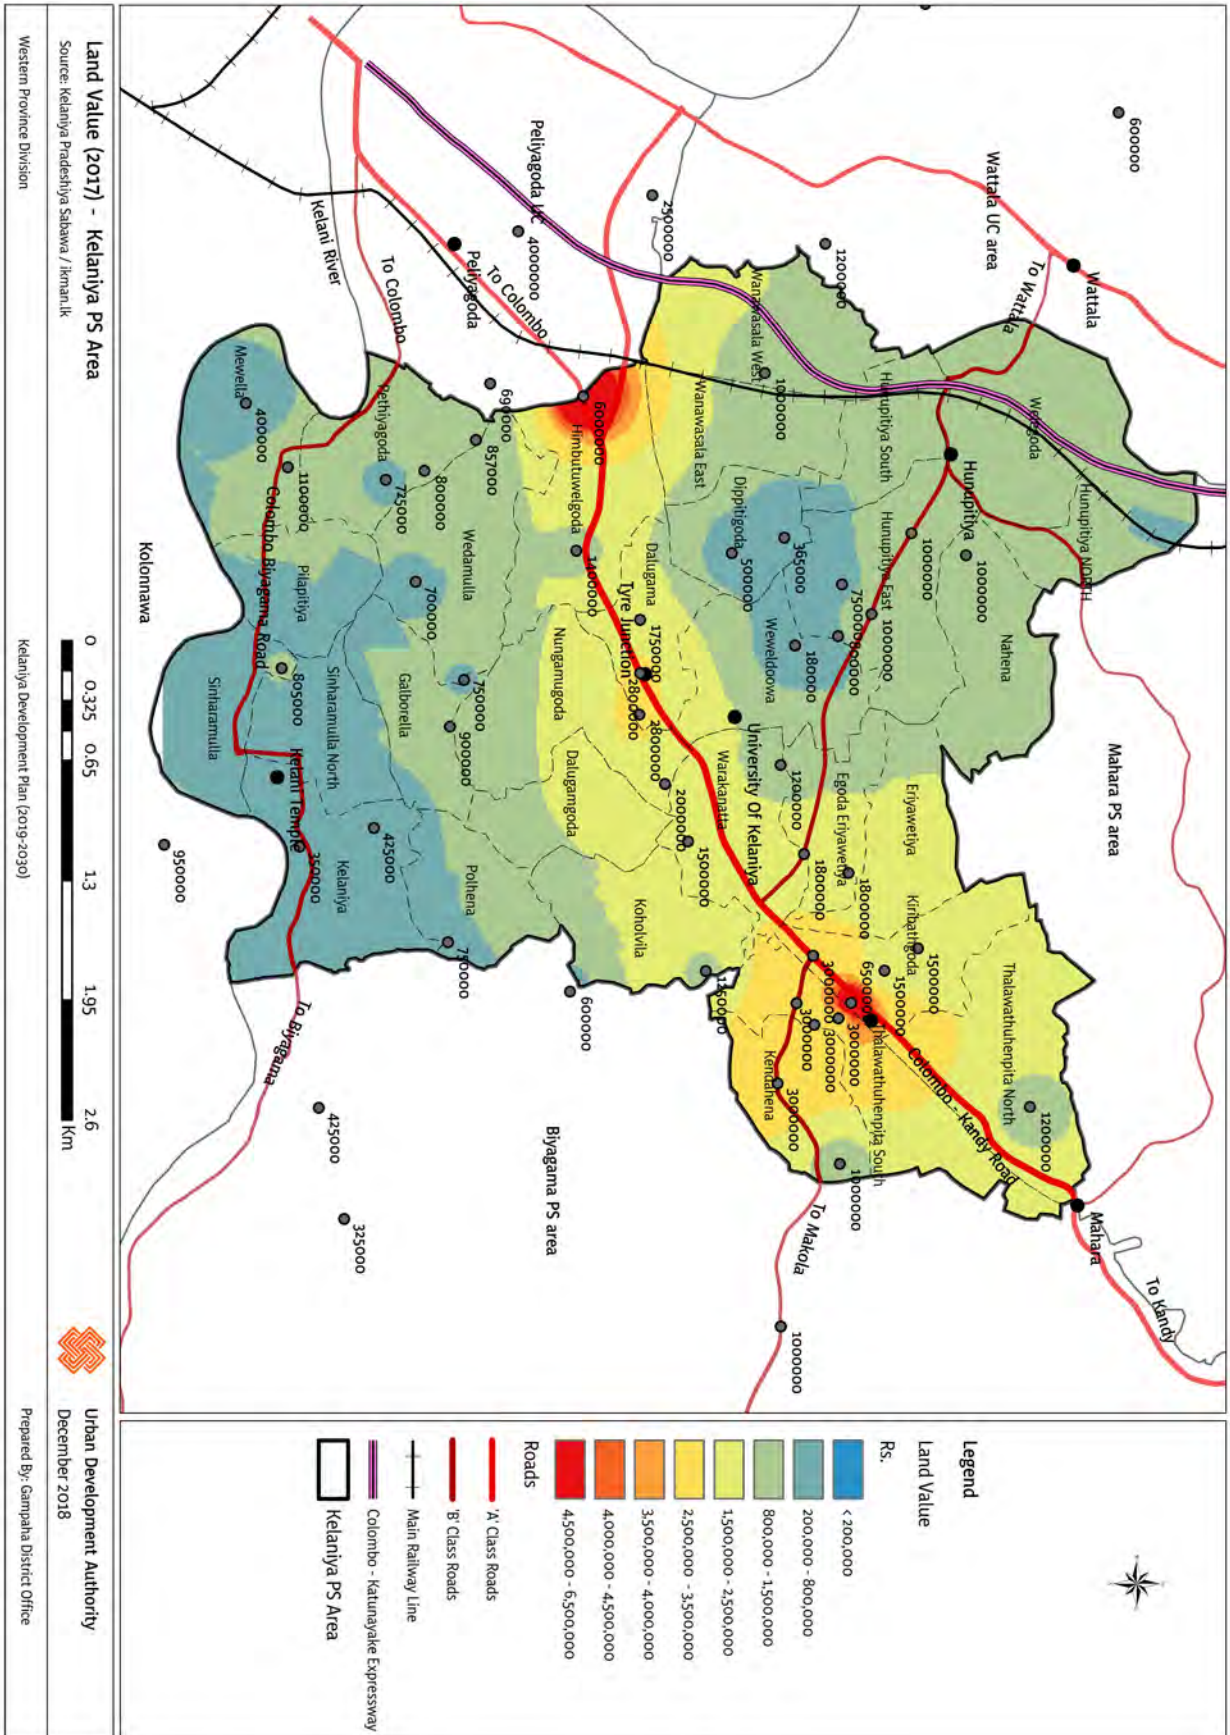 Wattala
Wattala UC area
To Wattala
600000
1200000
2500000
Peliyagoda UC
4000000
Peliyagoda
To Colombo
To Colombo
Kelani River
Mahara PS area
Welegoda
Hunupitiya NORTH
Hunupitiya South
Hunupitiya
1000000
Nahena
1000000
Hunupitiya East
1000000
Wanawasala West
1000000
Wanawasala East
Dippitigoda
365000
500000
750000
800000
180000
Weweldoowa
Eriyawetiya
Egoda Eriyawetiya
1200000
1800000
1800000
Kiribathgoda
1500000
1500000
Thalawathuhenpita North
1200000
Mahara
To Kandy
Colombo - Kandy Road
Thalawathuhenpita South
6500000
3000000
3000000
3000000
3000000
3000000
Kendahena
1000000
To Makola
1000000
6000000
Himbutuwelgoda
Dalugama
1400000
1750000
Tyre Junction
2800000
2800000
University Of Kelaniya
Warakanatta
2000000
1500000
Nungamugoda
Dalugamgoda
Koholvila
600000
Biyagama PS area
690000
857000
800000
Wedamulla
Pethiyagoda
725000
700000
750000
900000
Galborella
Polhena
750000
Mewella
400000
1100000
Colombo Biyagama Road
Pilapitiya
805000
Sinharamulla North
Sinharamulla
Kelani Temple
350000
425000
Kelaniya
To Biyagama
425000
325000
950000
Kolonnawa
0 0.325 0.65 1.3 1.95 2.6
Km
Legend
Land Value
Rs.
< 200,000
200,000 - 800,000
800,000 - 1,500,000
1,500,000 - 2,500,000
2,500,000 - 3,500,000
3,500,000 - 4,000,000
4,000,000 - 4,500,000
4,500,000 - 6,500,000
Roads
'A' Class Roads
'B' Class Roads
Main Railway Line
Colombo - Katunayake Expressway
Kelaniya PS Area
Land Value (2017) - Kelaniya PS Area
Source: Kelaniya Pradeshiya Sabawa / ikman.lk
Urban Development Authority
December 2018
Western Province Division
Kelaniya Development Plan (2019-2030)
Prepared By: Gampaha District Office